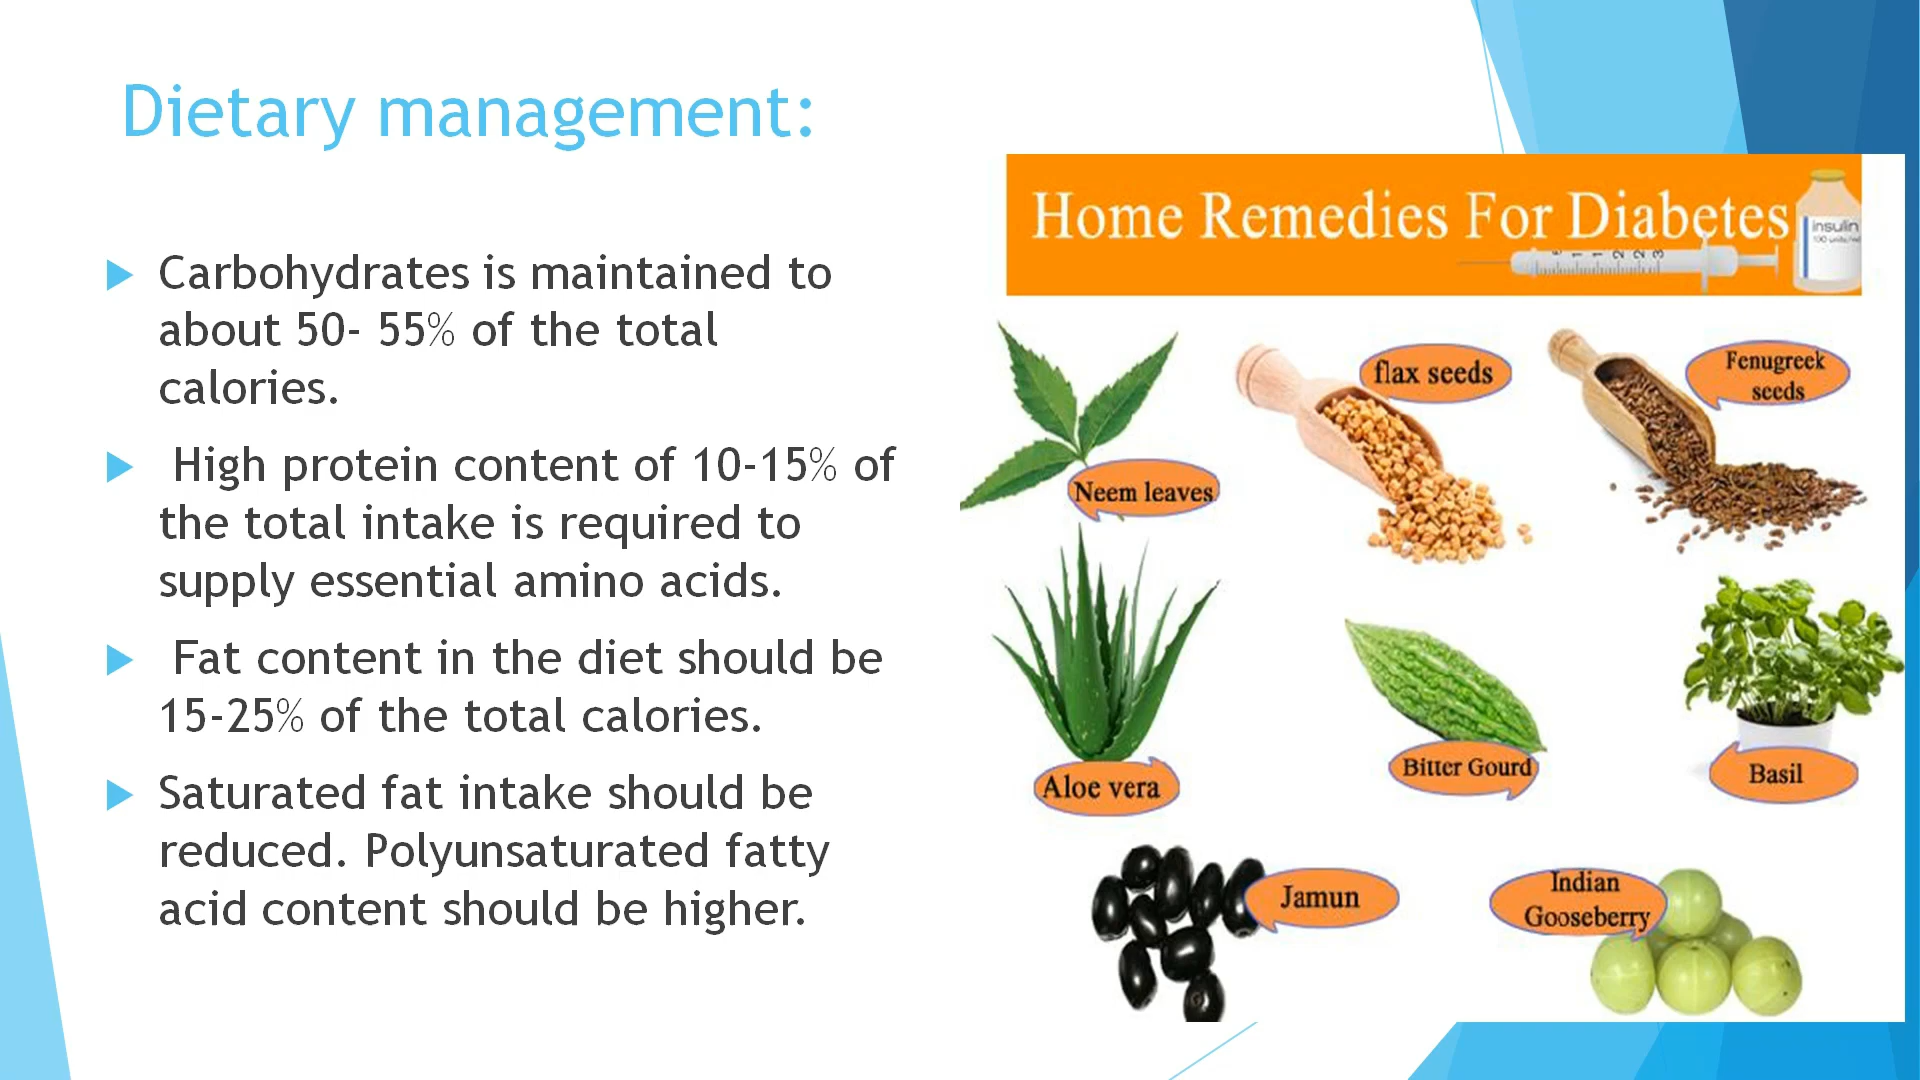 Dietary management:
Carbohydrates is maintained to
about 50- 55% of the total
calories.
High protein content of 10-15% of
the total intake is required to
supply essential amino acids.
Fat content in the diet should be
15-25% of the total calories.
Saturated fat intake should be
reduced. Polyunsaturated fatty
acid content should be higher.
Home Remedies For Diabetes
insulin
100 units/ml
flax seeds
Fenugreek
seeds
Neem leaves
Aloe vera
Bitter Gourd
Basil
Jamun
Indian
Gooseberry